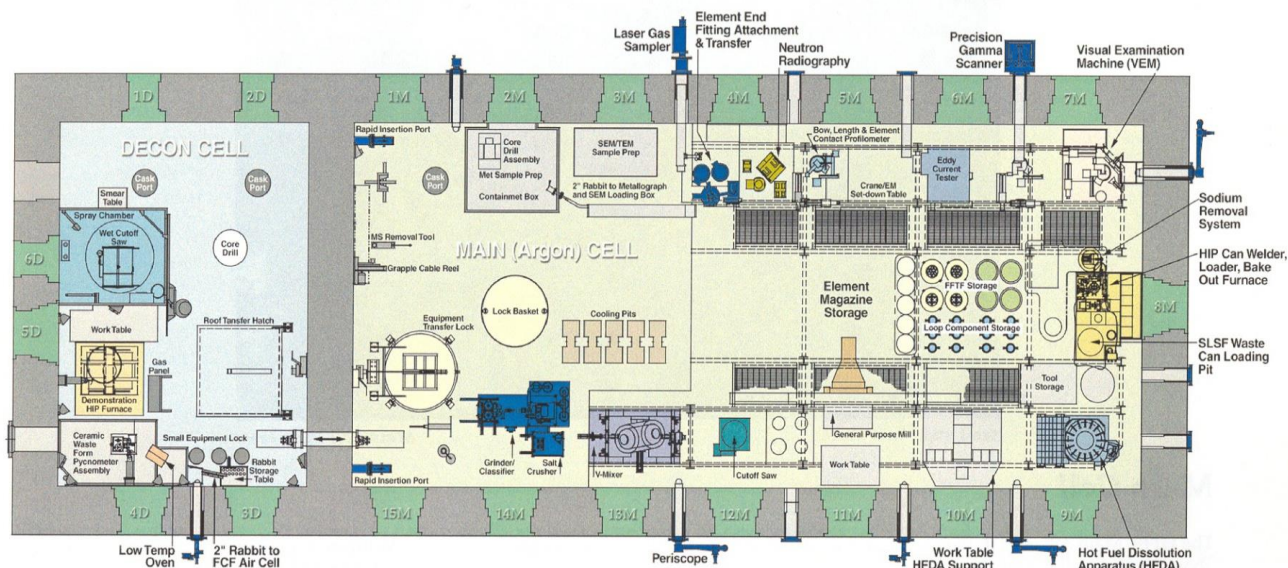 Laser Gas
Sampler
Element End
Fitting Attachment
& Transfer
Neutron
Radiography
Precision
Gamma
Scanner
Visual Examination
Machine (VEM)
1D
2D
1M
2M
3M
4M
5M
6M
7M
DECON CELL
Cask
Port
Cask
Port
Smear
Table
Spray Chamber
Wet Cutoff
Saw
Core
Drill
6D
5D
Work Table
Roof Tansfer Hatch
Gas
Panel
Demonstration
HIP Furnace
Ceramic
Waste
Form
Pycnometer
Assembly
Small Equipment Lock
Rabbit
Storage
Table
4D
3D
Low Temp
Oven
2" Rabbit to
FCF Air Cell
Rapid Insertion Port
Cask
Port
Core
Drill
Assembly
Met Sample Prep
Containmet Box
SEM/TEM
Sample Prep
2" Rabbit to Metallograph
and SEM Loading Box
MS Removal Tool
Grapple Cable Reel
MAIN (Argon) CELL
Lock Basket
Equipment
Transfer Lock
Cooling Pits
Grinder/
Classifier
Salt
Crusher
Rapid Insertion Port
Bow, Length & Element
Contact Profilometer
Crane/EM
Set-down Table
Eddy
Current
Tester
Element
Magazine
Storage
FFTF Storage
Loop Component Storage
Sodium
Removal
System
HIP Can Welder,
Loader, Bake
Out Furnace
8M
SLSF Waste
Can Loading
Pit
Tool
Storage
V-Mixer
Cutoff Saw
General Purpose Mill
Work Table
15M
14M
13M
12M
11M
10M
9M
Periscope
Work Table
HFDA Support
Hot Fuel Dissolution
Apparatus (HFDA)